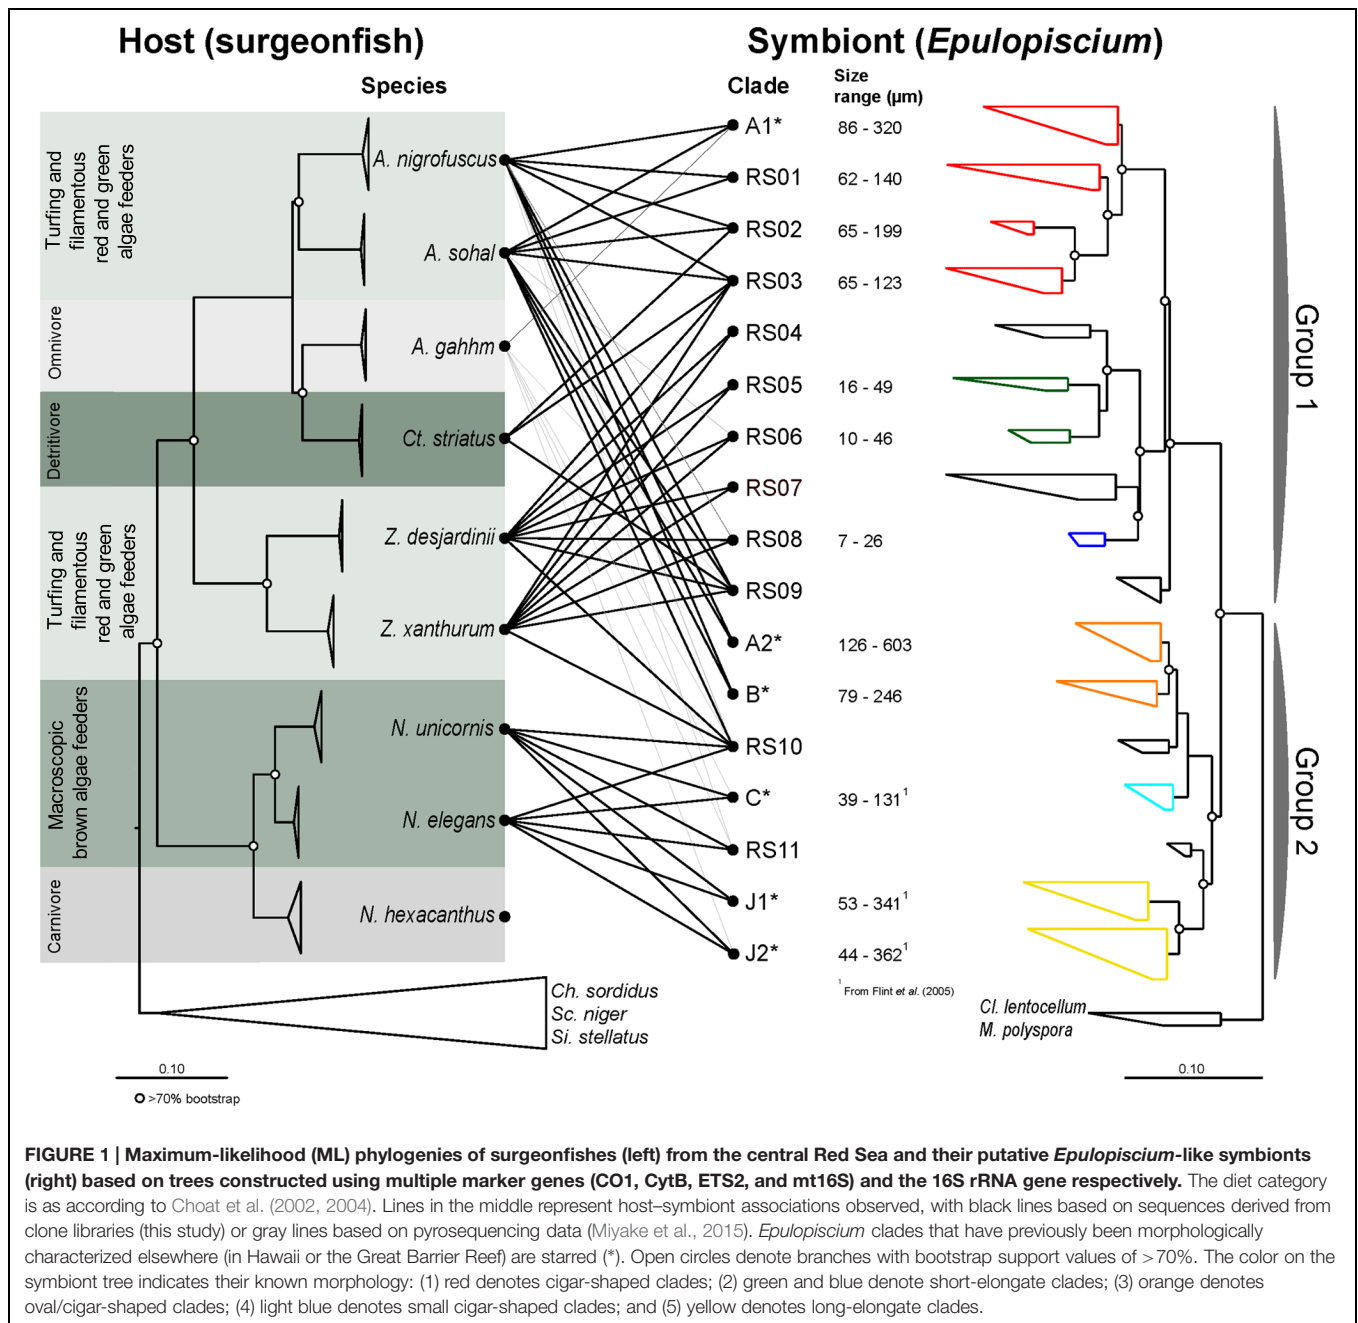 Host (surgeonfish)
Symbiont (Epulopiscium)
Species
Clade
Size
range (µm)
Turfing and
filamentous
red and green
algae feeders
Omnivore
Detritivore
Turfing and
filamentous
red and green
algae feeders
Macroscopic
brown algae feeders
Carnivore
A. nigrofuscus
A. sohal
A. gahhm
Ct. striatus
Z. desjardinii
Z. xanthurum
N. unicornis
N. elegans
N. hexacanthus
Ch. sordidus
Sc. niger
Si. stellatus
0.10
>70% bootstrap
A1* 86 - 320
RS01 62 - 140
RS02 65 - 199
RS03 65 - 123
RS04
RS05 16 - 49
RS06 10 - 46
RS07
RS08 7 - 26
RS09
A2* 126 - 603
B* 79 - 246
RS10
C* 39 - 131¹
RS11
J1* 53 - 341¹
J2* 44 - 362¹
¹ From Flint et al. (2005)
Group 1
Group 2
Cl. lentocellum
M. polyspora
0.10
FIGURE 1 | Maximum-likelihood (ML) phylogenies of surgeonfishes (left) from the central Red Sea and their putative Epulopiscium-like symbionts
(right) based on trees constructed using multiple marker genes (CO1, CytB, ETS2, and mt16S) and the 16S rRNA gene respectively. The diet category
is as according to Choat et al. (2002, 2004). Lines in the middle represent host–symbiont associations observed, with black lines based on sequences derived from
clone libraries (this study) or gray lines based on pyrosequencing data (Miyake et al., 2015). Epulopiscium clades that have previously been morphologically
characterized elsewhere (in Hawaii or the Great Barrier Reef) are starred (*). Open circles denote branches with bootstrap support values of >70%. The color on the
symbiont tree indicates their known morphology: (1) red denotes cigar-shaped clades; (2) green and blue denote short-elongate clades; (3) orange denotes
oval/cigar-shaped clades; (4) light blue denotes small cigar-shaped clades; and (5) yellow denotes long-elongate clades.